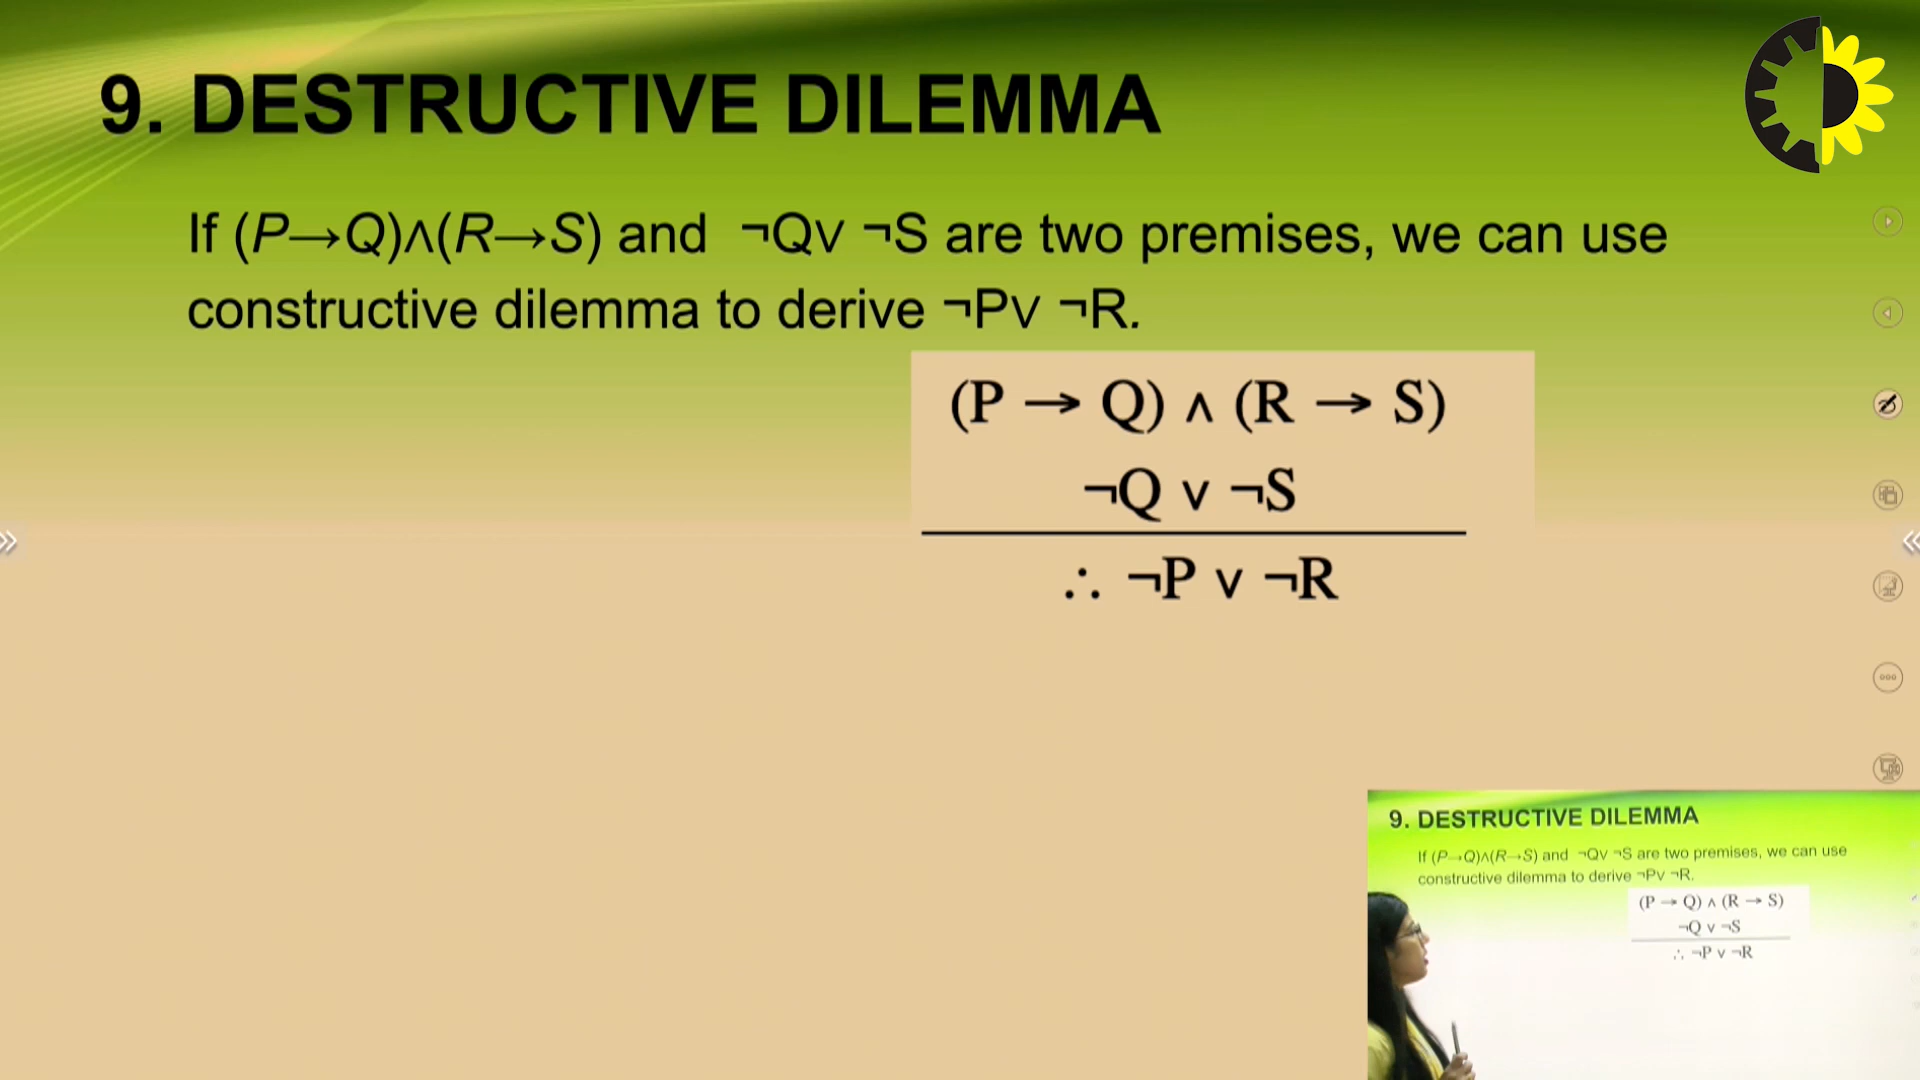 9. DESTRUCTIVE DILEMMA
If (P→Q)∧(R→S) and ¬Q∨ ¬S are two premises, we can use
constructive dilemma to derive ¬P∨ ¬R.
(P → Q) ∧ (R → S)
¬Q ∨ ¬S
∴ ¬P ∨ ¬R
9. DESTRUCTIVE DILEMMA
If (P→Q)∧(R→S) and ¬Q∨ ¬S are two premises, we can use
constructive dilemma to derive ¬P∨ ¬R.
(P → Q) ∧ (R → S)
¬Q ∨ ¬S
∴ ¬P ∨ ¬R